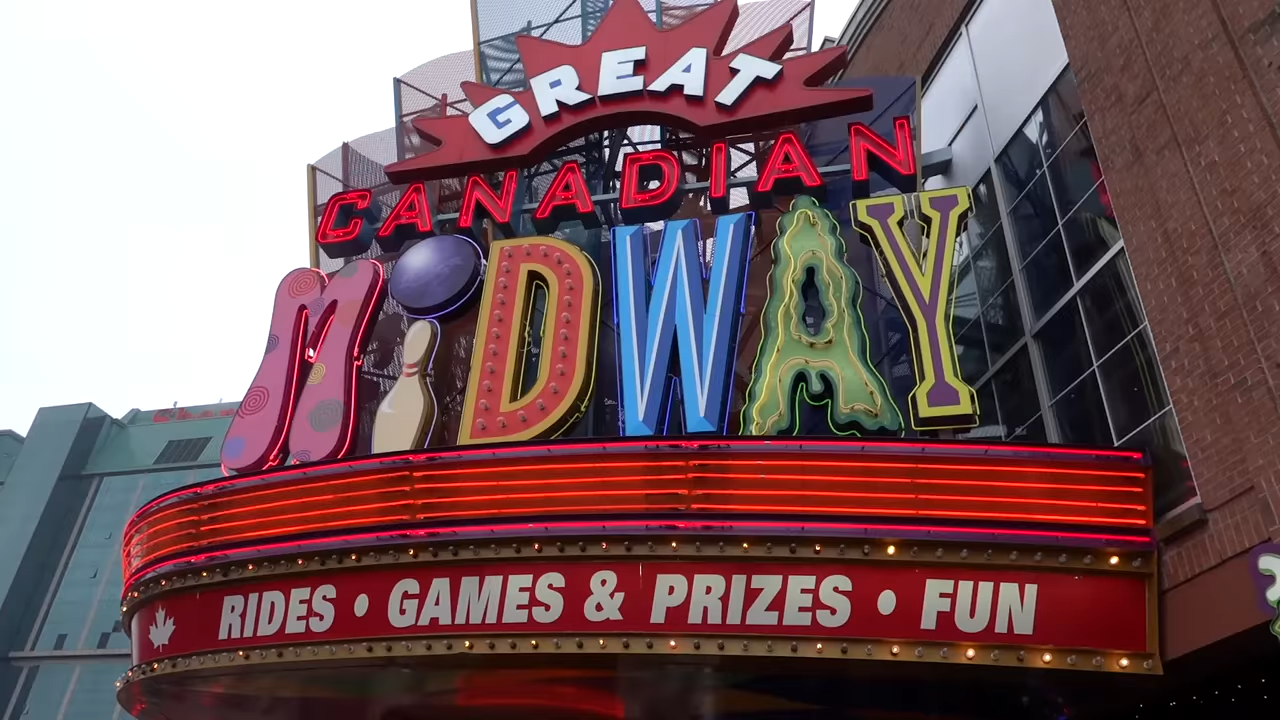 GREAT
CANADIAN
MiDWAY
RIDES • GAMES & PRIZES • FUN